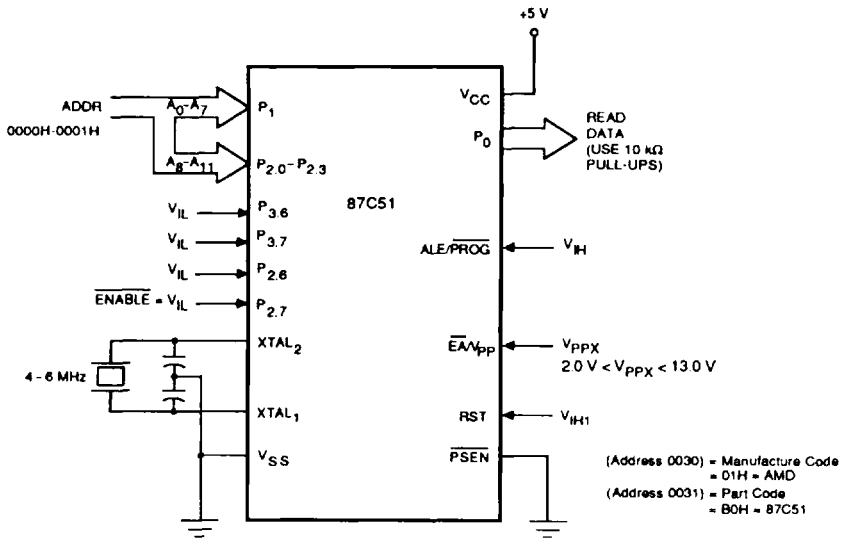 +5 V
ADDR
0000H-0001H
A0-A7
P1
A8-A11
P2.0-P2.3
VIL
P3.6
VIL
P3.7
VIL
P2.6
ENABLE = VIL
P2.7
XTAL2
4 - 6 MHz
XTAL1
VSS
87C51
VCC
P0
READ
DATA
(USE 10 kΩ
PULL-UPS)
ALE/PROG
VIH
EA/VPP
VPPX
2.0 V < VPPX < 13.0 V
RST
VIH1
PSEN
(Address 0030) = Manufacture Code
= 01H = AMD
(Address 0031) = Part Code
= B0H = 87C51